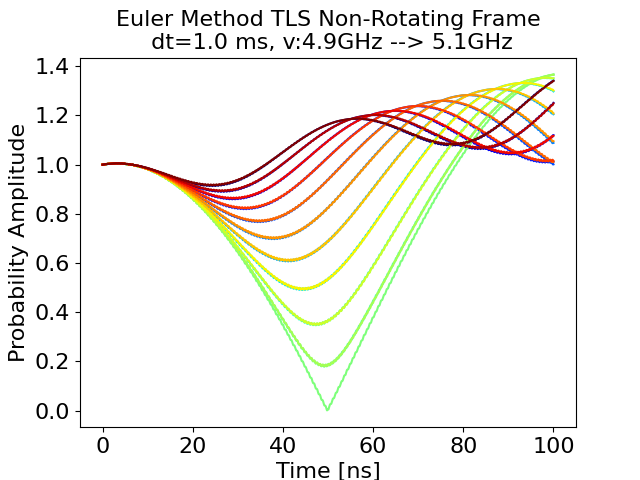 Euler Method TLS Non-Rotating Frame
dt=1.0 ms, v:4.9GHz --> 5.1GHz
1.4
1.2
1.0
0.8
0.6
0.4
0.2
0.0
Probability Amplitude
0 20 40 60 80 100
Time [ns]